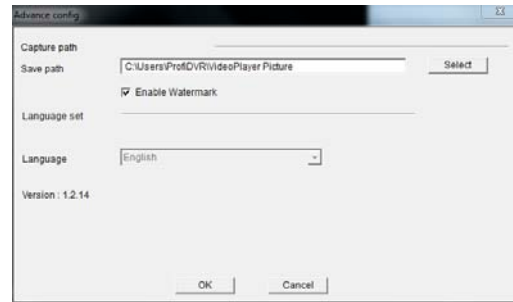 Advance config
Capture path
Save path C:\Users\ProfiDVR\VideoPlayer Picture Select
Enable Watermark
Language set
Language English
Version : 1.2.14
OK Cancel